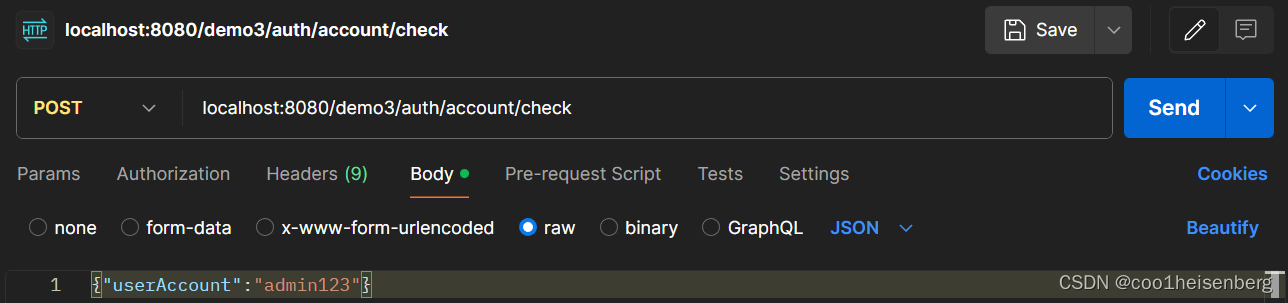 HTTP localhost:8080/demo3/auth/account/check Save
POST localhost:8080/demo3/auth/account/check Send
Params Authorization Headers (9) Body Pre-request Script Tests Settings Cookies
none form-data x-www-form-urlencoded raw binary GraphQL JSON Beautify
1 {"userAccount":"admin123"}
CSDN @coo1heisenberg